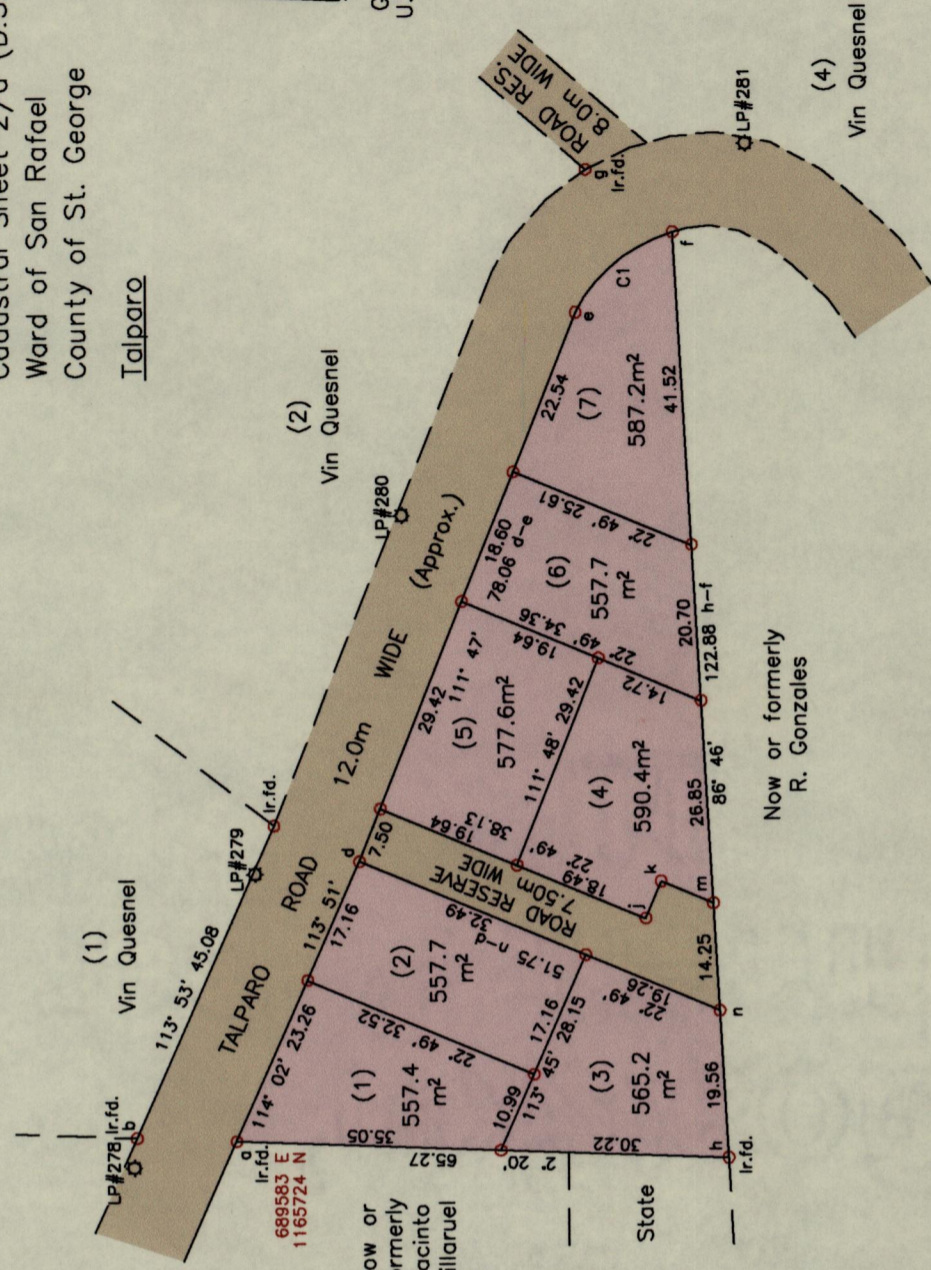 Ward of San Rafael
County of St. George
Talparo
ROAD RES.
8.0m WIDE
g
Ir.fd.
LP#281
(4)
Vin Quesnel
(2)
Vin Quesnel
LP#280
(1)
Vin Quesnel
LP#279
Ir.fd.
LP#278
Ir.fd.
b
113° 53' 45.08
TALPARO ROAD 12.0m WIDE (Approx.)
114° 02' 23.26
113° 51'
17.16
d
7.50
29.42
111° 47'
18.60
78.06 d-e
22.54
e
C1
f
Ir.fd.
689583 E
1165724 N
(1)
557.4
m²
35.05
65.27
2° 20'
22° 49' 32.52
(2)
557.7
m²
32.49
51.75 n-d
ROAD RESERVE
7.50m WIDE
10.99
17.16
113° 45' 28.15
(3)
565.2
m²
30.22
22° 49'
19.26
h
Ir.fd.
19.56
n
14.25
m
k
j
(5)
577.6m²
19.64
38.13
22° 49'
18.49
111° 48' 29.42
(4)
590.4m²
19.64
34.36
22° 49'
14.72
26.85
86° 46'
(6)
557.7
m²
22° 49' 25.61
20.70
122.88 h-f
(7)
587.2m²
41.52
State
Now or formerly
R. Gonzales